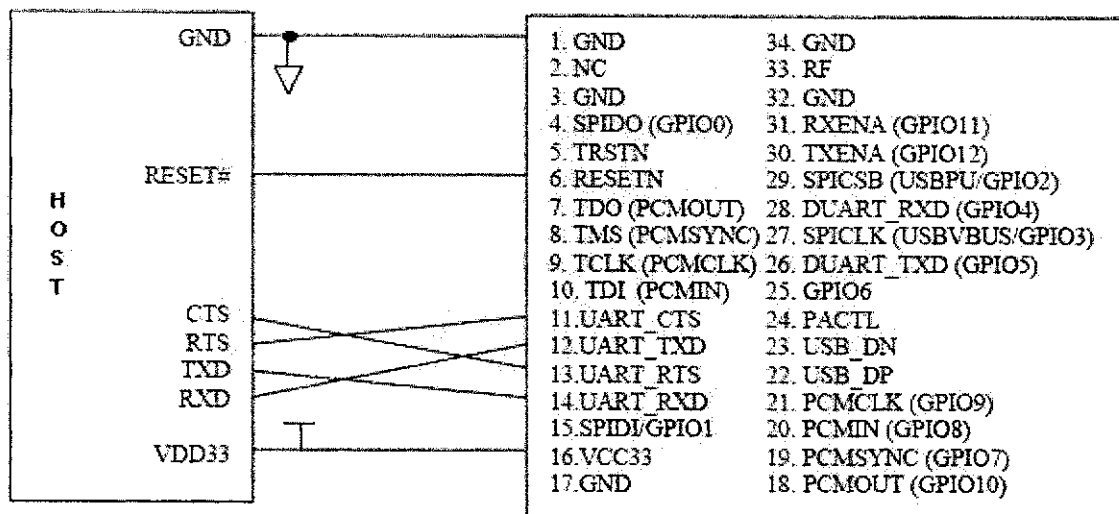 GND
RESET#
HOST
CTS
RTS
TXD
RXD
VDD33
1. GND
2. NC
3. GND
4. SPIDO (GPIO0)
5. TRSTN
6. RESETN
7. TDO (PCMOUT)
8. TMS (PCMSYNC)
9. TCLK (PCMCLK)
10. TDI (PCMIN)
11.UART_CTS
12.UART_TXD
13.UART_RTS
14.UART_RXD
15.SPIDI/GPIO1
16.VCC33
17.GND
34. GND
33. RF
32. GND
31. RXENA (GPIO11)
30. TXENA (GPIO12)
29. SPICSB (USBPU/GPIO2)
28. DUART_RXD (GPIO4)
27. SPICLK (USBVBUS/GPIO3)
26. DUART_TXD (GPIO5)
25. GPIO6
24. PACTL
23. USB_DN
22. USB_DP
21. PCMCLK (GPIO9)
20. PCMIN (GPIO8)
19. PCMSYNC (GPIO7)
18. PCMOUT (GPIO10)